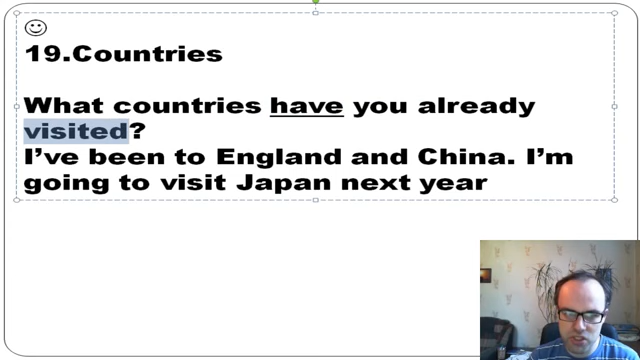 19.Countries
What countries have you already
visited?
I’ve been to England and China. I’m
going to visit Japan next year